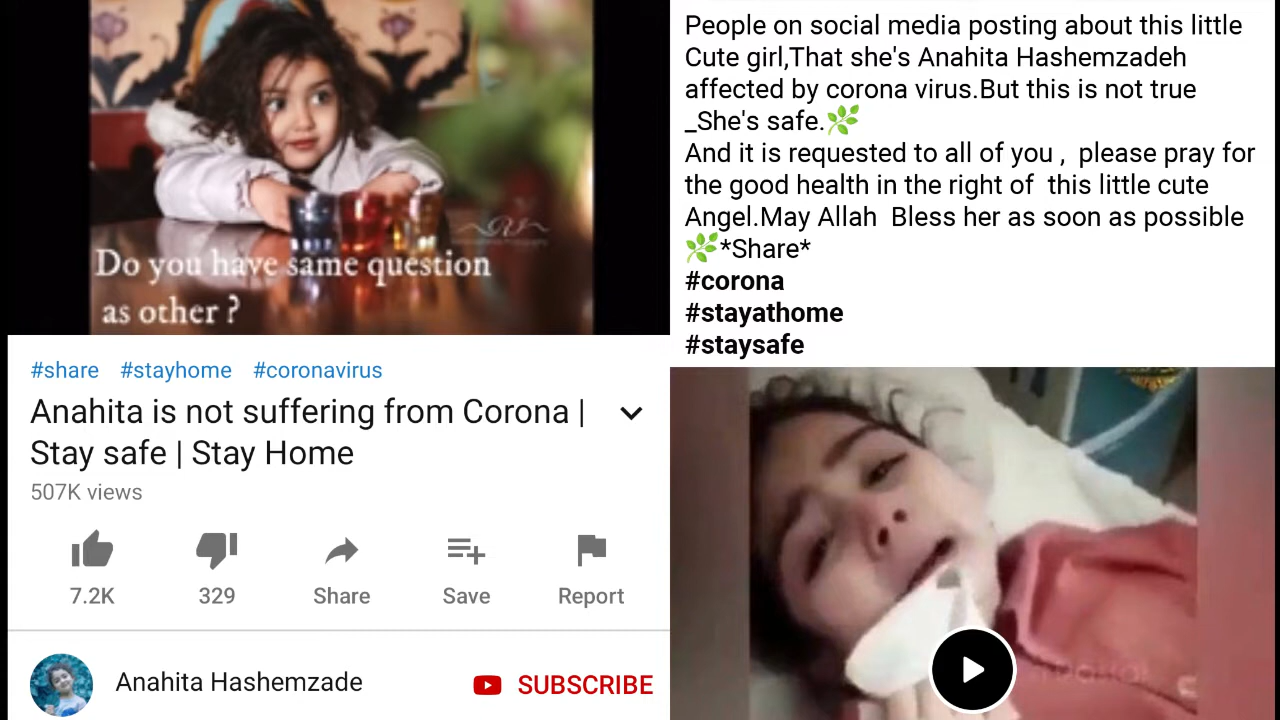 Do you have same question
as other ?
#share #stayhome #coronavirus
Anahita is not suffering from Corona |
Stay safe | Stay Home
507K views
7.2K 329 Share Save Report
Anahita Hashemzade SUBSCRIBE
People on social media posting about this little
Cute girl,That she's Anahita Hashemzadeh
affected by corona virus.But this is not true
_She's safe.🌿
And it is requested to all of you , please pray for
the good health in the right of this little cute
Angel.May Allah Bless her as soon as possible
🌿*Share*
#corona
#stayathome
#staysafe